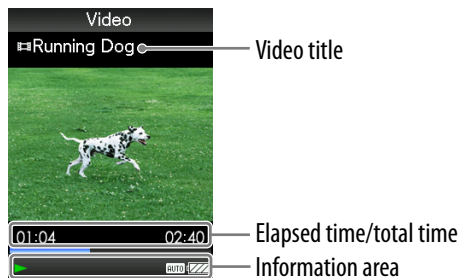 Video
Running Dog
Video title
01:04 02:40
Elapsed time/total time
AUTO
Information area